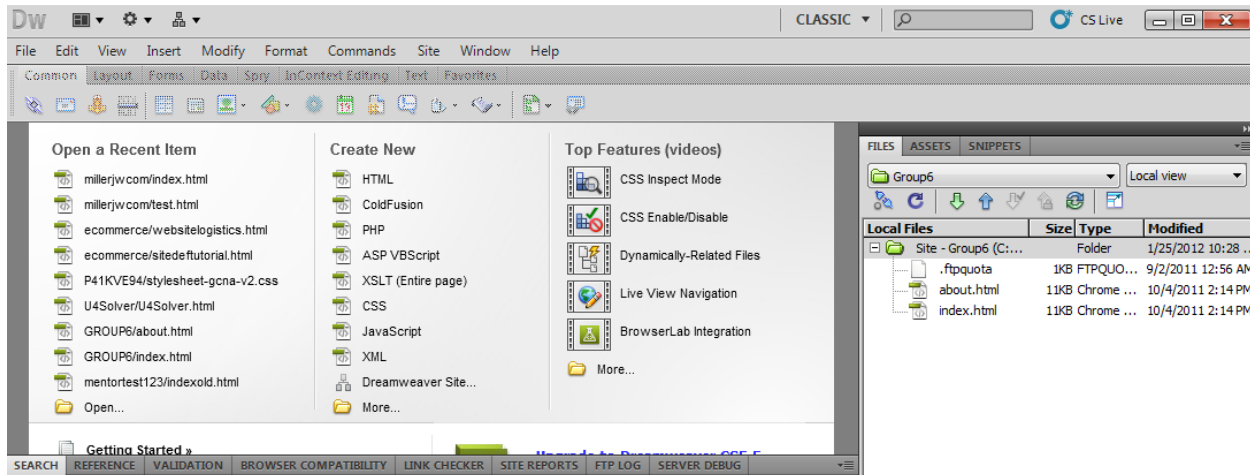 Dw CLASSIC CS Live
File Edit View Insert Modify Format Commands Site Window Help
Common Layout Forms Data Spry InContext Editing Text Favorites
19
Open a Recent Item
millerjwcom/index.html
millerjwcom/test.html
ecommerce/websitelogistics.html
ecommerce/sitedeftutorial.html
P41KVE94/stylesheet-gcna-v2.css
U4Solver/U4Solver.html
GROUP6/about.html
GROUP6/index.html
mentortest123/indexold.html
Open...
Create New
HTML
ColdFusion
PHP
ASP VBScript
XSLT (Entire page)
CSS
JavaScript
XML
Dreamweaver Site...
More...
Top Features (videos)
CSS Inspect Mode
CSS Enable/Disable
Dynamically-Related Files
Live View Navigation
BrowserLab Integration
More...
Getting Started »
FILES ASSETS SNIPPETS
Group6 Local view
Local Files Size Type Modified
Site - Group6 (C:... Folder 1/25/2012 10:28 ..
.ftpquota 1KB FTPQUO... 9/2/2011 12:56 AM
about.html 11KB Chrome ... 10/4/2011 2:14 PM
index.html 11KB Chrome ... 10/4/2011 2:14 PM
SEARCH REFERENCE VALIDATION BROWSER COMPATIBILITY LINK CHECKER SITE REPORTS FTP LOG SERVER DEBUG